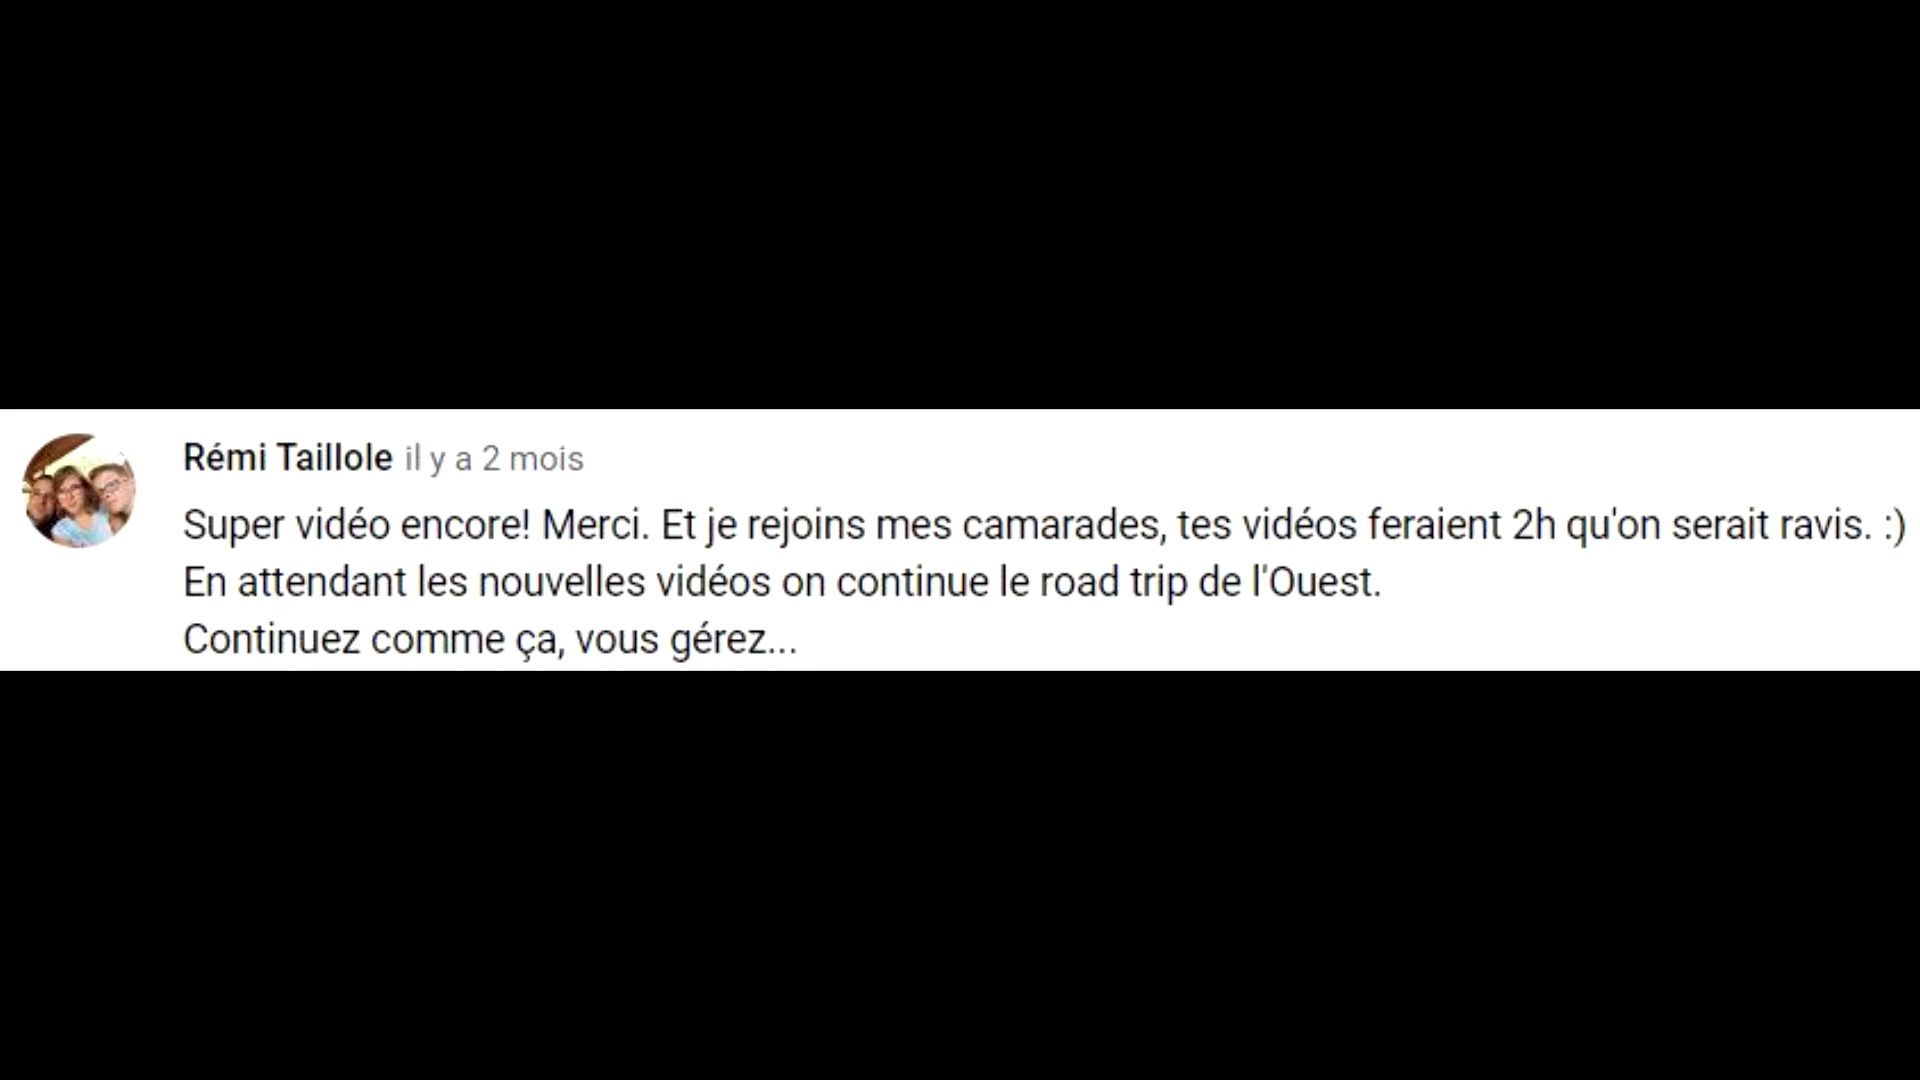 Rémi Taillole il y a 2 mois
Super vidéo encore! Merci. Et je rejoins mes camarades, tes vidéos feraient 2h qu'on serait ravis. :)
En attendant les nouvelles vidéos on continue le road trip de l'Ouest.
Continuez comme ça, vous gérez...